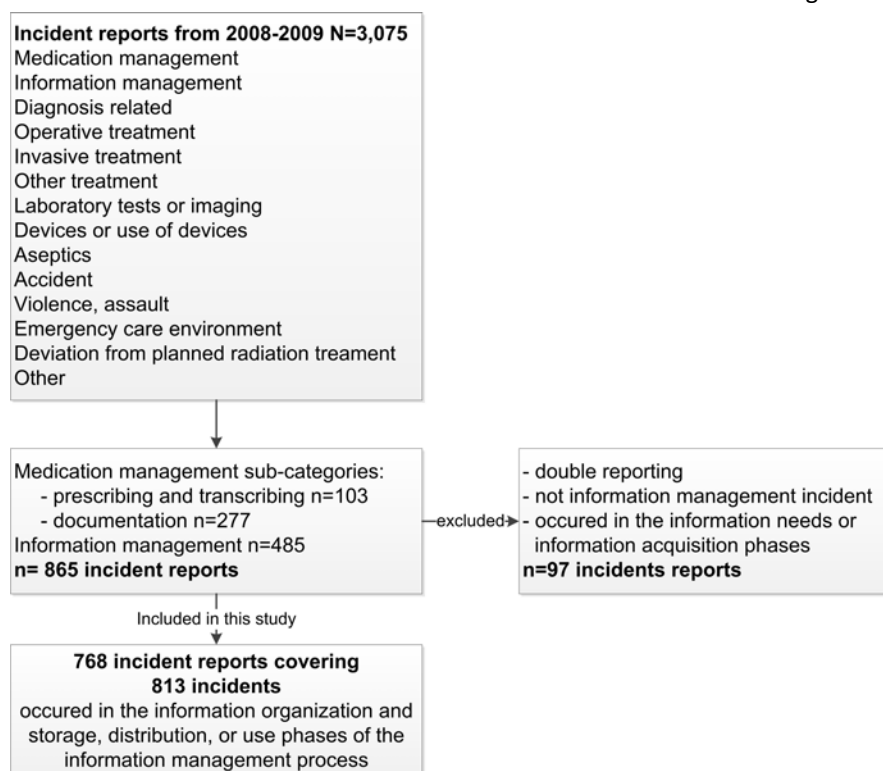 Incident reports from 2008-2009 N=3,075
Medication management
Information management
Diagnosis related
Operative treatment
Invasive treatment
Other treatment
Laboratory tests or imaging
Devices or use of devices
Aseptics
Accident
Violence, assault
Emergency care environment
Deviation from planned radiation treament
Other
Medication management sub-categories:
- prescribing and transcribing n=103
- documentation n=277
Information management n=485
n= 865 incident reports
excluded
- double reporting
- not information management incident
- occured in the information needs or
information acquisition phases
n=97 incidents reports
Included in this study
768 incident reports covering
813 incidents
occured in the information organization and
storage, distribution, or use phases of the
information management process